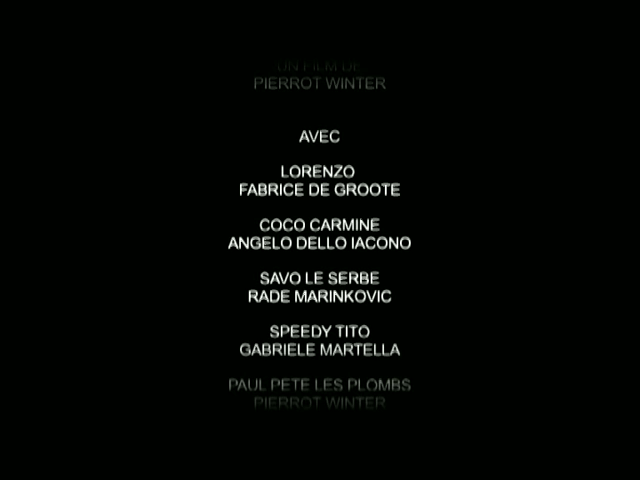 UN FILM DE
PIERROT WINTER
AVEC
LORENZO
FABRICE DE GROOTE
COCO CARMINE
ANGELO DELLO IACONO
SAVO LE SERBE
RADE MARINKOVIC
SPEEDY TITO
GABRIELE MARTELLA
PAUL PETE LES PLOMBS
PIERROT WINTER